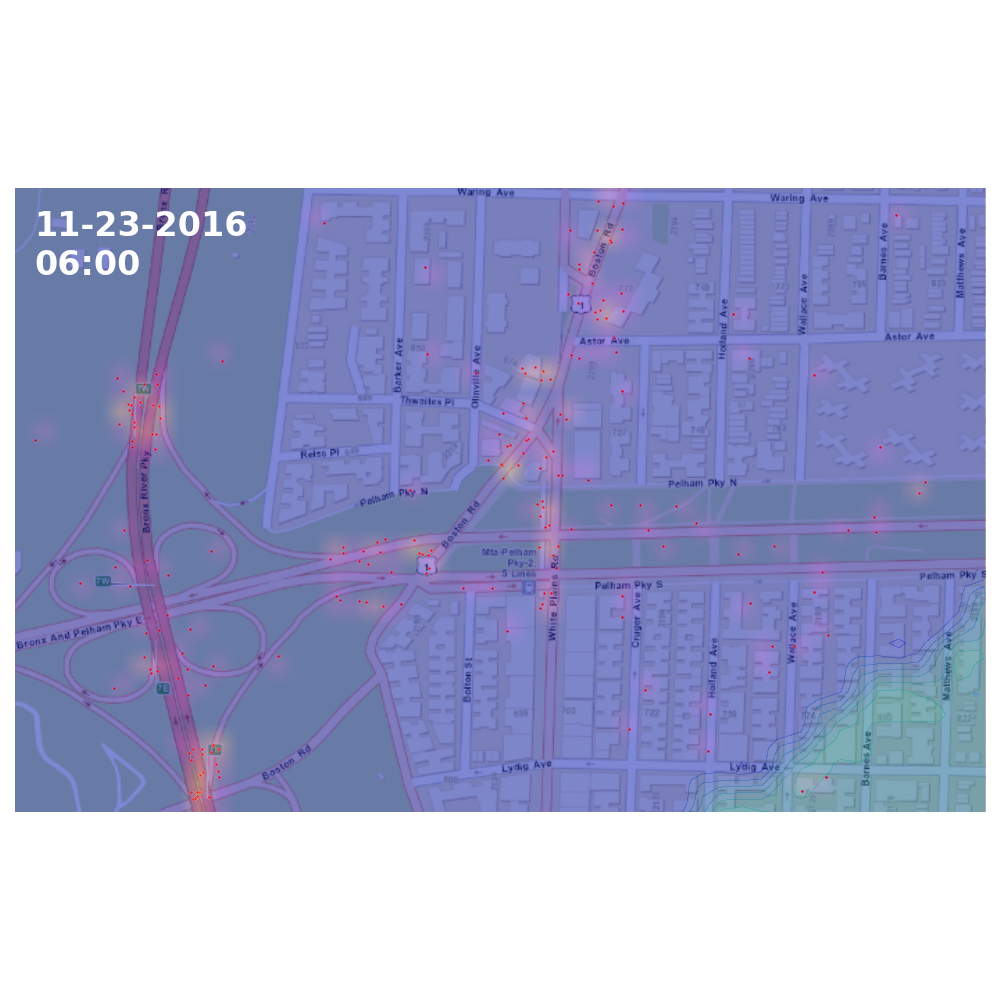 Waring Ave
Waring Ave
11-23-2016
06:00
Boston Rd
Barnes Ave
Matthews Ave
Wallace Ave
Holland Ave
1
Astor Ave
Astor Ave
Barker Ave
Olinville Ave
7W
Thwaites Pl
Reiss Pl
Pelham Pky N
Pelham Pky N
Bronx River Pky
Boston Rd
Mta-Pelham
Pky-2,
5 Lines
1
7W
White Plains Rd
Pelham Pky S
Pelham Pky S
Bronx And Pelham Pky E
Cruger Ave
Wallace Ave
Holland Ave
Bolton St
Matthews Ave
7E
Boston Rd
Lydig Ave
Lydig Ave
Barnes Ave